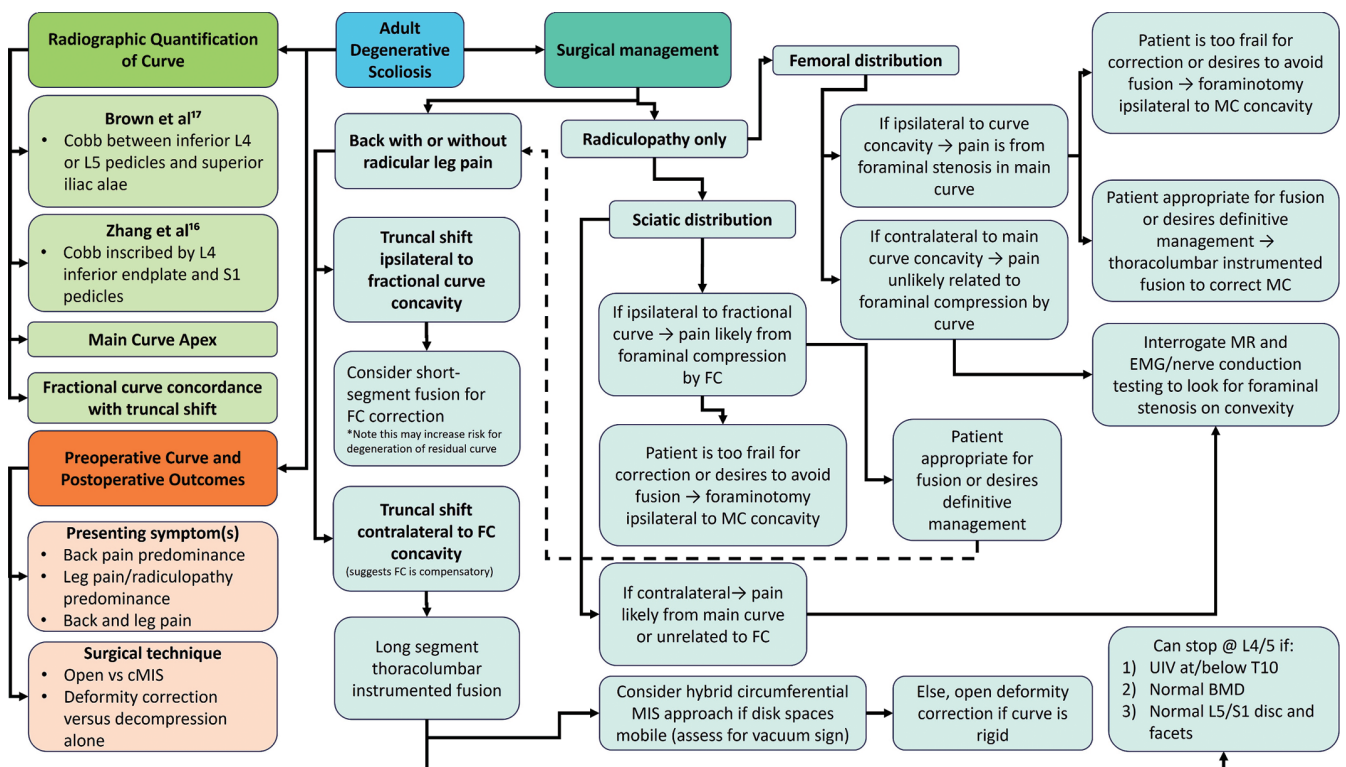 Radiographic Quantification
of Curve
Brown et al¹⁷
• Cobb between inferior L4
or L5 pedicles and superior
iliac alae
Zhang et al¹⁶
• Cobb inscribed by L4
inferior endplate and S1
pedicles
Main Curve Apex
Fractional curve concordance
with truncal shift
Preoperative Curve and
Postoperative Outcomes
Presenting symptom(s)
• Back pain predominance
• Leg pain/radiculopathy
predominance
• Back and leg pain
Surgical technique
• Open vs cMIS
• Deformity correction
versus decompression
alone
Adult
Degenerative
Scoliosis
Surgical management
Back with or without
radicular leg pain
Truncal shift
ipsilateral to
fractional curve
concavity
Consider short-
segment fusion for
FC correction
*Note this may increase risk for
degeneration of residual curve
Truncal shift
contralateral to FC
concavity
(suggests FC is compensatory)
Long segment
thoracolumbar
instrumented fusion
Radiculopathy only
Sciatic distribution
If ipsilateral to fractional
curve → pain likely from
foraminal compression
by FC
Patient is too frail for
correction or desires to avoid
fusion → foraminotomy
ipsilateral to MC concavity
Patient
appropriate for
fusion or desires
definitive
management
If contralateral→ pain
likely from main curve
or unrelated to FC
Consider hybrid circumferential
MIS approach if disk spaces
mobile (assess for vacuum sign)
Else, open deformity
correction if curve is
rigid
Femoral distribution
If ipsilateral to curve
concavity → pain is from
foraminal stenosis in main
curve
If contralateral to main
curve concavity → pain
unlikely related to
foraminal compression by
curve
Patient is too frail for
correction or desires to avoid
fusion → foraminotomy
ipsilateral to MC concavity
Patient appropriate for fusion
or desires definitive
management →
thoracolumbar instrumented
fusion to correct MC
Interrogate MR and
EMG/nerve conduction
testing to look for foraminal
stenosis on convexity
Can stop @ L4/5 if:
1) UIV at/below T10
2) Normal BMD
3) Normal L5/S1 disc and
facets